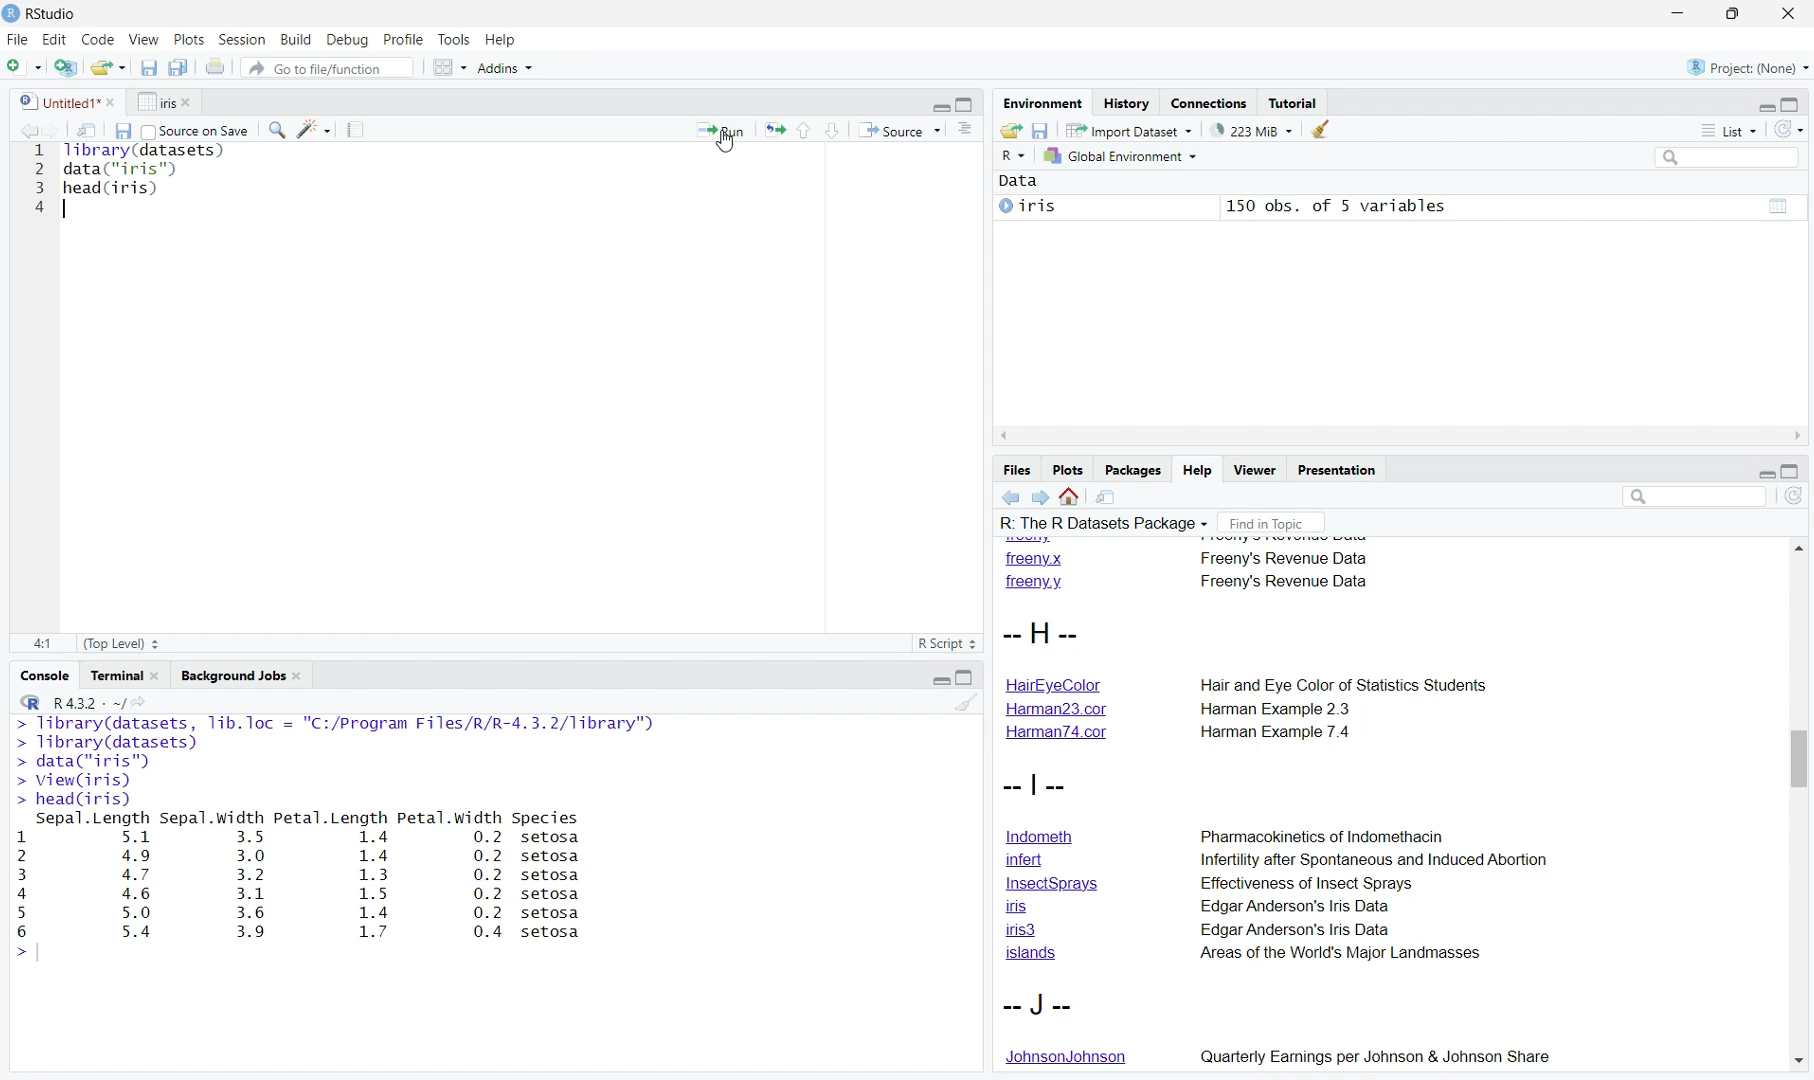 RStudio
File Edit Code View Plots Session Build Debug Profile Tools Help
Go to file/function Addins Project: (None)
Untitled1* iris
Source on Save Run Source
1 library(datasets)
2 data("iris")
3 head(iris)
4
4:1 (Top Level) R Script
Console Terminal Background Jobs
R 4.3.2 · ~/
> library(datasets, lib.loc = "C:/Program Files/R/R-4.3.2/library")
> library(datasets)
> data("iris")
> View(iris)
> head(iris)
Sepal.Length Sepal.Width Petal.Length Petal.Width Species
1 5.1 3.5 1.4 0.2 setosa
2 4.9 3.0 1.4 0.2 setosa
3 4.7 3.2 1.3 0.2 setosa
4 4.6 3.1 1.5 0.2 setosa
5 5.0 3.6 1.4 0.2 setosa
6 5.4 3.9 1.7 0.4 setosa
>
Environment History Connections Tutorial
Import Dataset 223 MiB List
R Global Environment
Data
iris 150 obs. of 5 variables
Files Plots Packages Help Viewer Presentation
R: The R Datasets Package Find in Topic
freeny Freeny's Revenue Data
freeny.x Freeny's Revenue Data
freeny.y Freeny's Revenue Data
-- H --
HairEyeColor Hair and Eye Color of Statistics Students
Harman23.cor Harman Example 2.3
Harman74.cor Harman Example 7.4
-- I --
Indometh Pharmacokinetics of Indomethacin
infert Infertility after Spontaneous and Induced Abortion
InsectSprays Effectiveness of Insect Sprays
iris Edgar Anderson's Iris Data
iris3 Edgar Anderson's Iris Data
islands Areas of the World's Major Landmasses
-- J --
JohnsonJohnson Quarterly Earnings per Johnson & Johnson Share